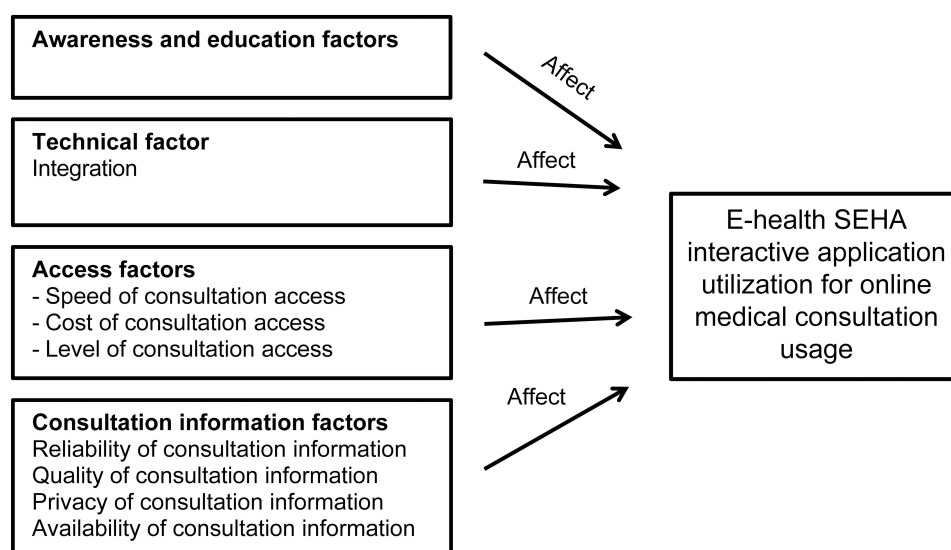 Awareness and education factors
Affect
Technical factor
Integration
Affect
Access factors
- Speed of consultation access
- Cost of consultation access
- Level of consultation access
Affect
Consultation information factors
Reliability of consultation information
Quality of consultation information
Privacy of consultation information
Availability of consultation information
Affect
E-health SEHA
interactive application
utilization for online
medical consultation
usage